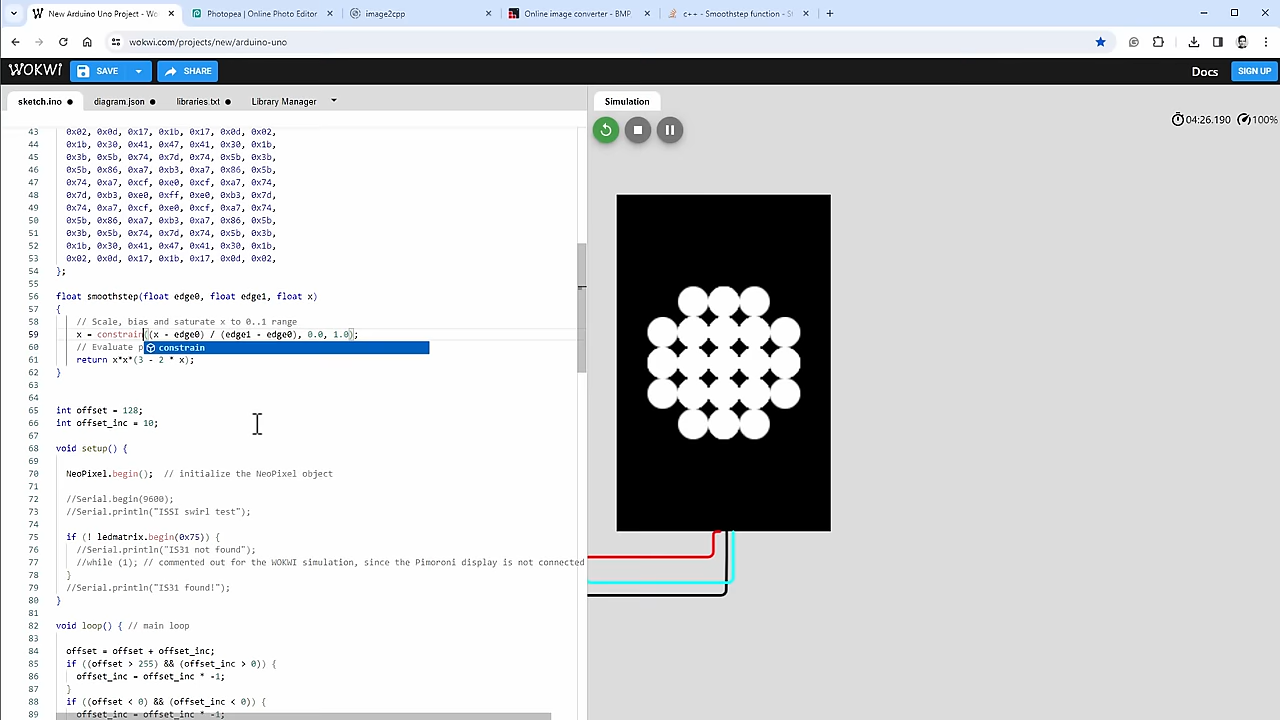 New Arduino Uno Project - Wo
Photopea | Online Photo Editor
image2cpp
Online image converter - BMP
c++ - Smoothstep function - St
wokwi.com/projects/new/arduino-uno
WOKWI
SAVE
SHARE
Docs
SIGN UP
sketch.ino
diagram.json
libraries.txt
Library Manager
Simulation
04:26.190
100%
43 0x02, 0x0d, 0x17, 0x1b, 0x17, 0x0d, 0x02,
44 0x1b, 0x30, 0x41, 0x47, 0x41, 0x30, 0x1b,
45 0x3b, 0x5b, 0x74, 0x7d, 0x74, 0x5b, 0x3b,
46 0x5b, 0x86, 0xa7, 0xb3, 0xa7, 0x86, 0x5b,
47 0x74, 0xa7, 0xcf, 0xe0, 0xcf, 0xa7, 0x74,
48 0x7d, 0xb3, 0xe0, 0xff, 0xe0, 0xb3, 0x7d,
49 0x74, 0xa7, 0xcf, 0xe0, 0xcf, 0xa7, 0x74,
50 0x5b, 0x86, 0xa7, 0xb3, 0xa7, 0x86, 0x5b,
51 0x3b, 0x5b, 0x74, 0x7d, 0x74, 0x5b, 0x3b,
52 0x1b, 0x30, 0x41, 0x47, 0x41, 0x30, 0x1b,
53 0x02, 0x0d, 0x17, 0x1b, 0x17, 0x0d, 0x02,
54 };
55
56 float smoothstep(float edge0, float edge1, float x)
57 {
58 // Scale, bias and saturate x to 0..1 range
59 x = constrain((x - edge0) / (edge1 - edge0), 0.0, 1.0);
60 // Evaluate p
constrain
61 return x*x*(3 - 2 * x);
62 }
63
64
65 int offset = 128;
66 int offset_inc = 10;
67
68 void setup() {
69
70 NeoPixel.begin(); // initialize the NeoPixel object
71
72 //Serial.begin(9600);
73 //Serial.println("ISSI swirl test");
74
75 if (! ledmatrix.begin(0x75)) {
76 //Serial.println("IS31 not found");
77 //while (1); // commented out for the WOKWI simulation, since the Pimoroni display is not connected
78 }
79 //Serial.println("IS31 found!");
80 }
81
82 void loop() { // main loop
83
84 offset = offset + offset_inc;
85 if ((offset > 255) && (offset_inc > 0)) {
86 offset_inc = offset_inc * -1;
87 }
88 if ((offset < 0) && (offset_inc < 0)) {
89 offset_inc = offset_inc * -1;